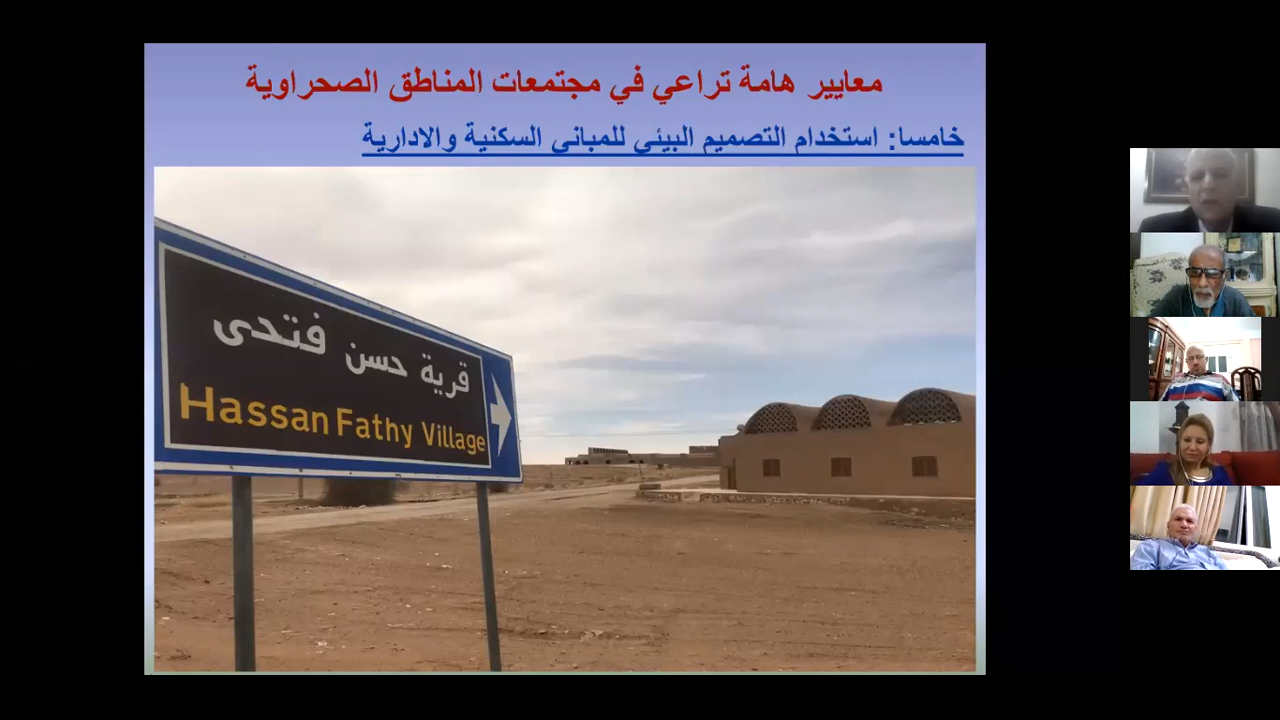 معايير هامة تراعي في مجتمعات المناطق الصحراوية
خامسا: استخدام التصميم البيئي للمباني السكنية والادارية
قرية حسن فتحى
Hassan Fathy Village